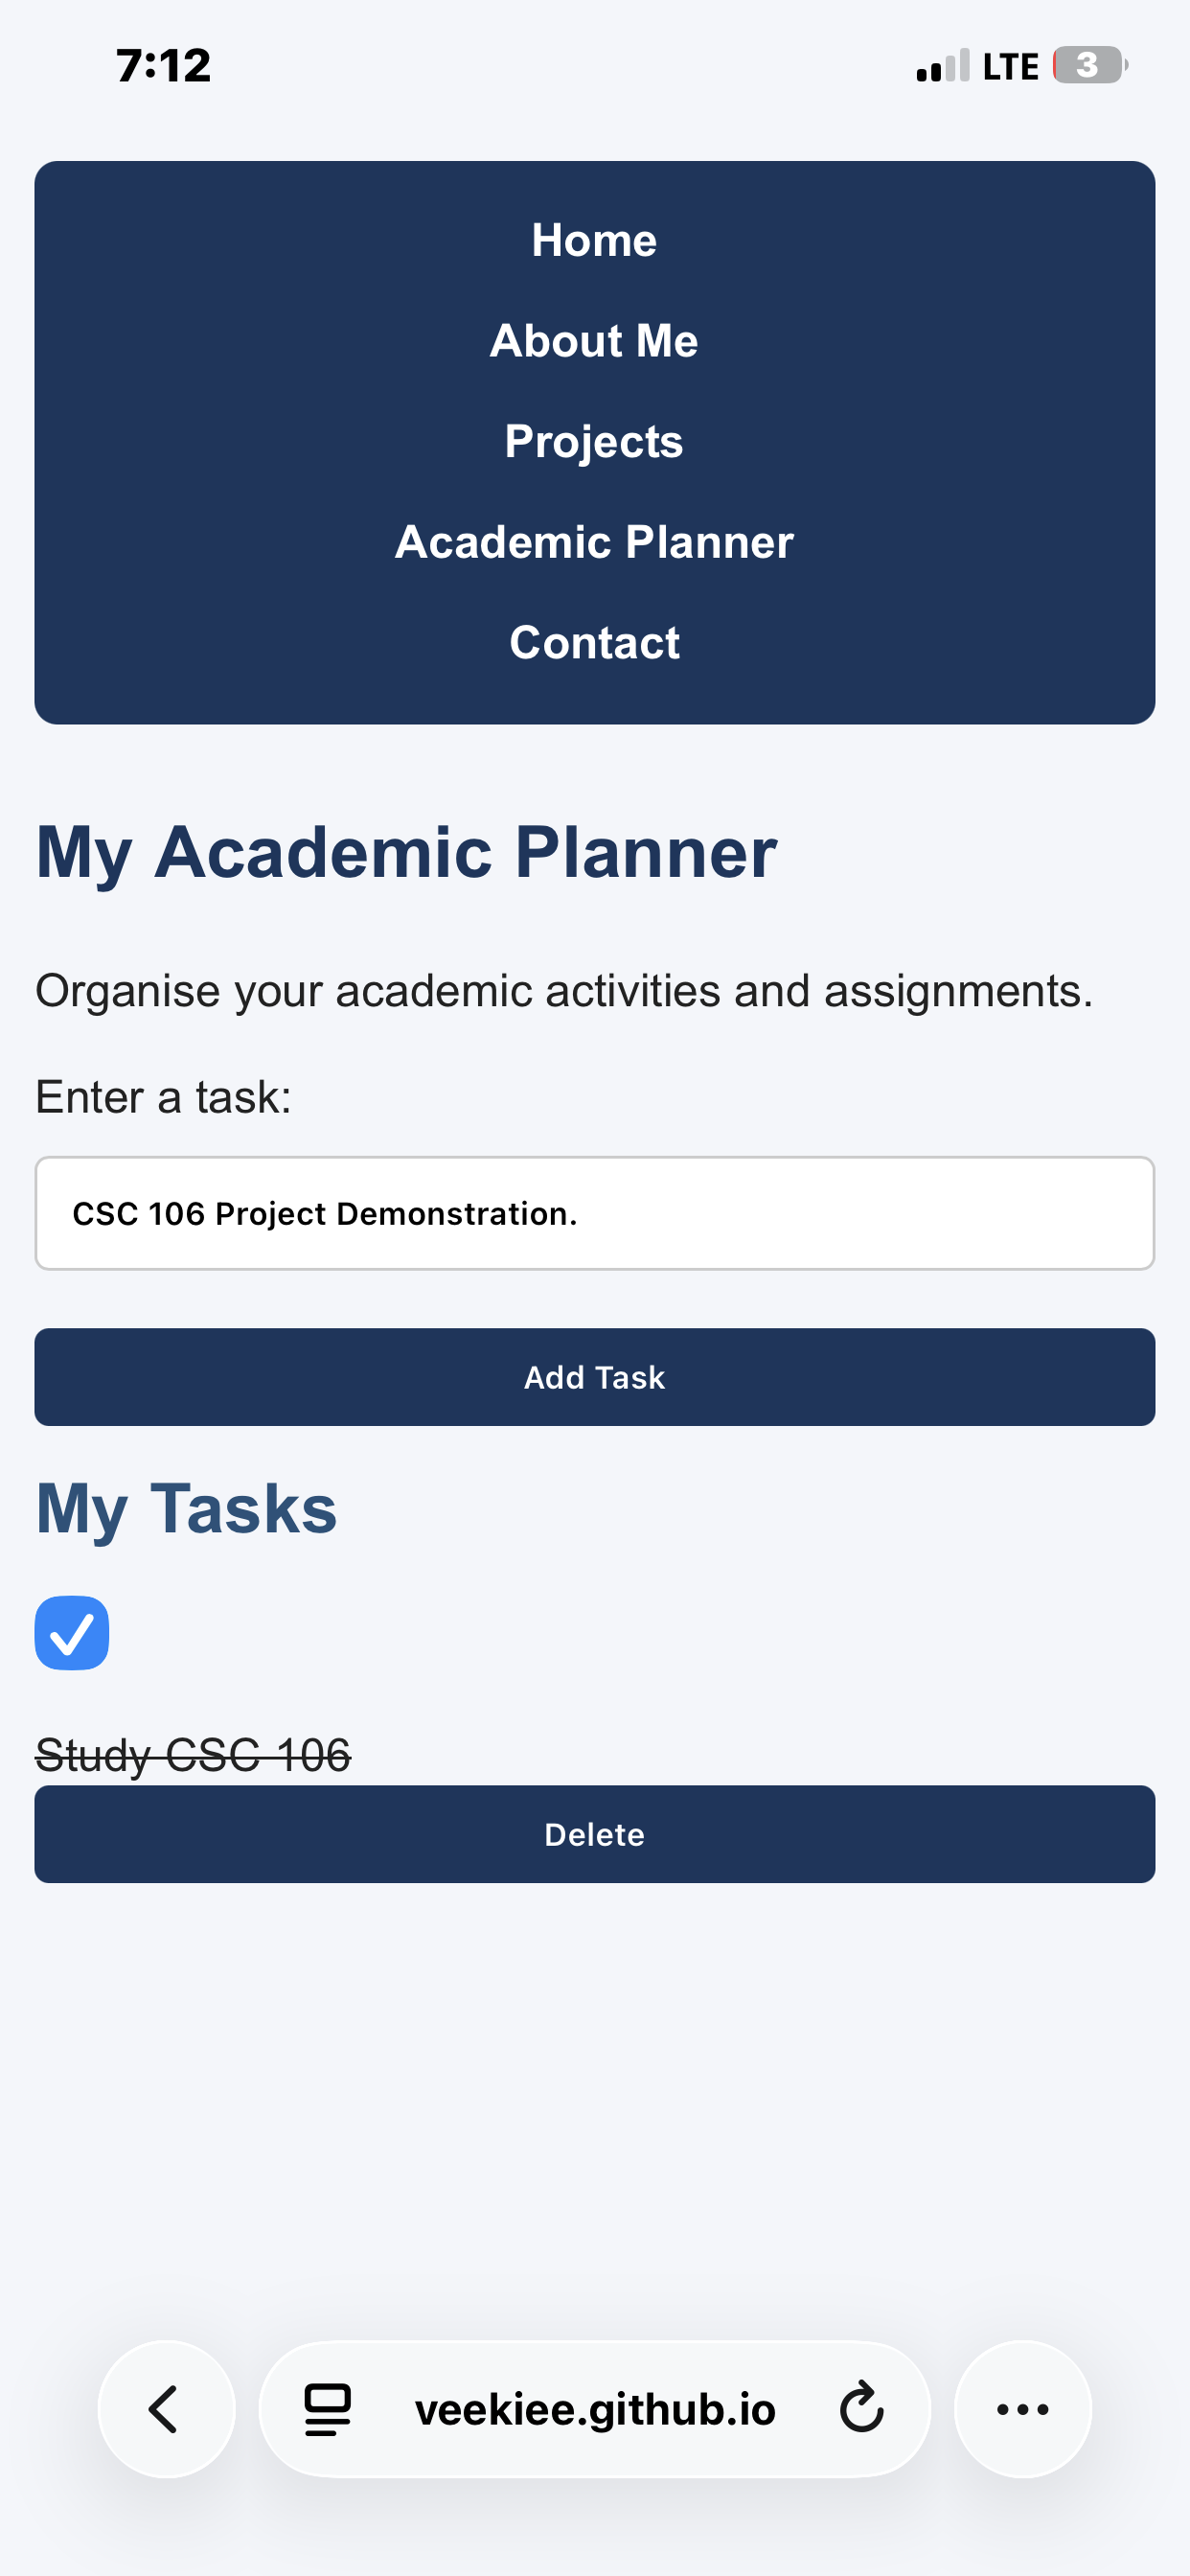 7:12
LTE 3
Home
About Me
Projects
Academic Planner
Contact
My Academic Planner
Organise your academic activities and assignments.
Enter a task:
CSC 106 Project Demonstration.
Add Task
My Tasks
Study CSC 106
Delete
veekiee.github.io